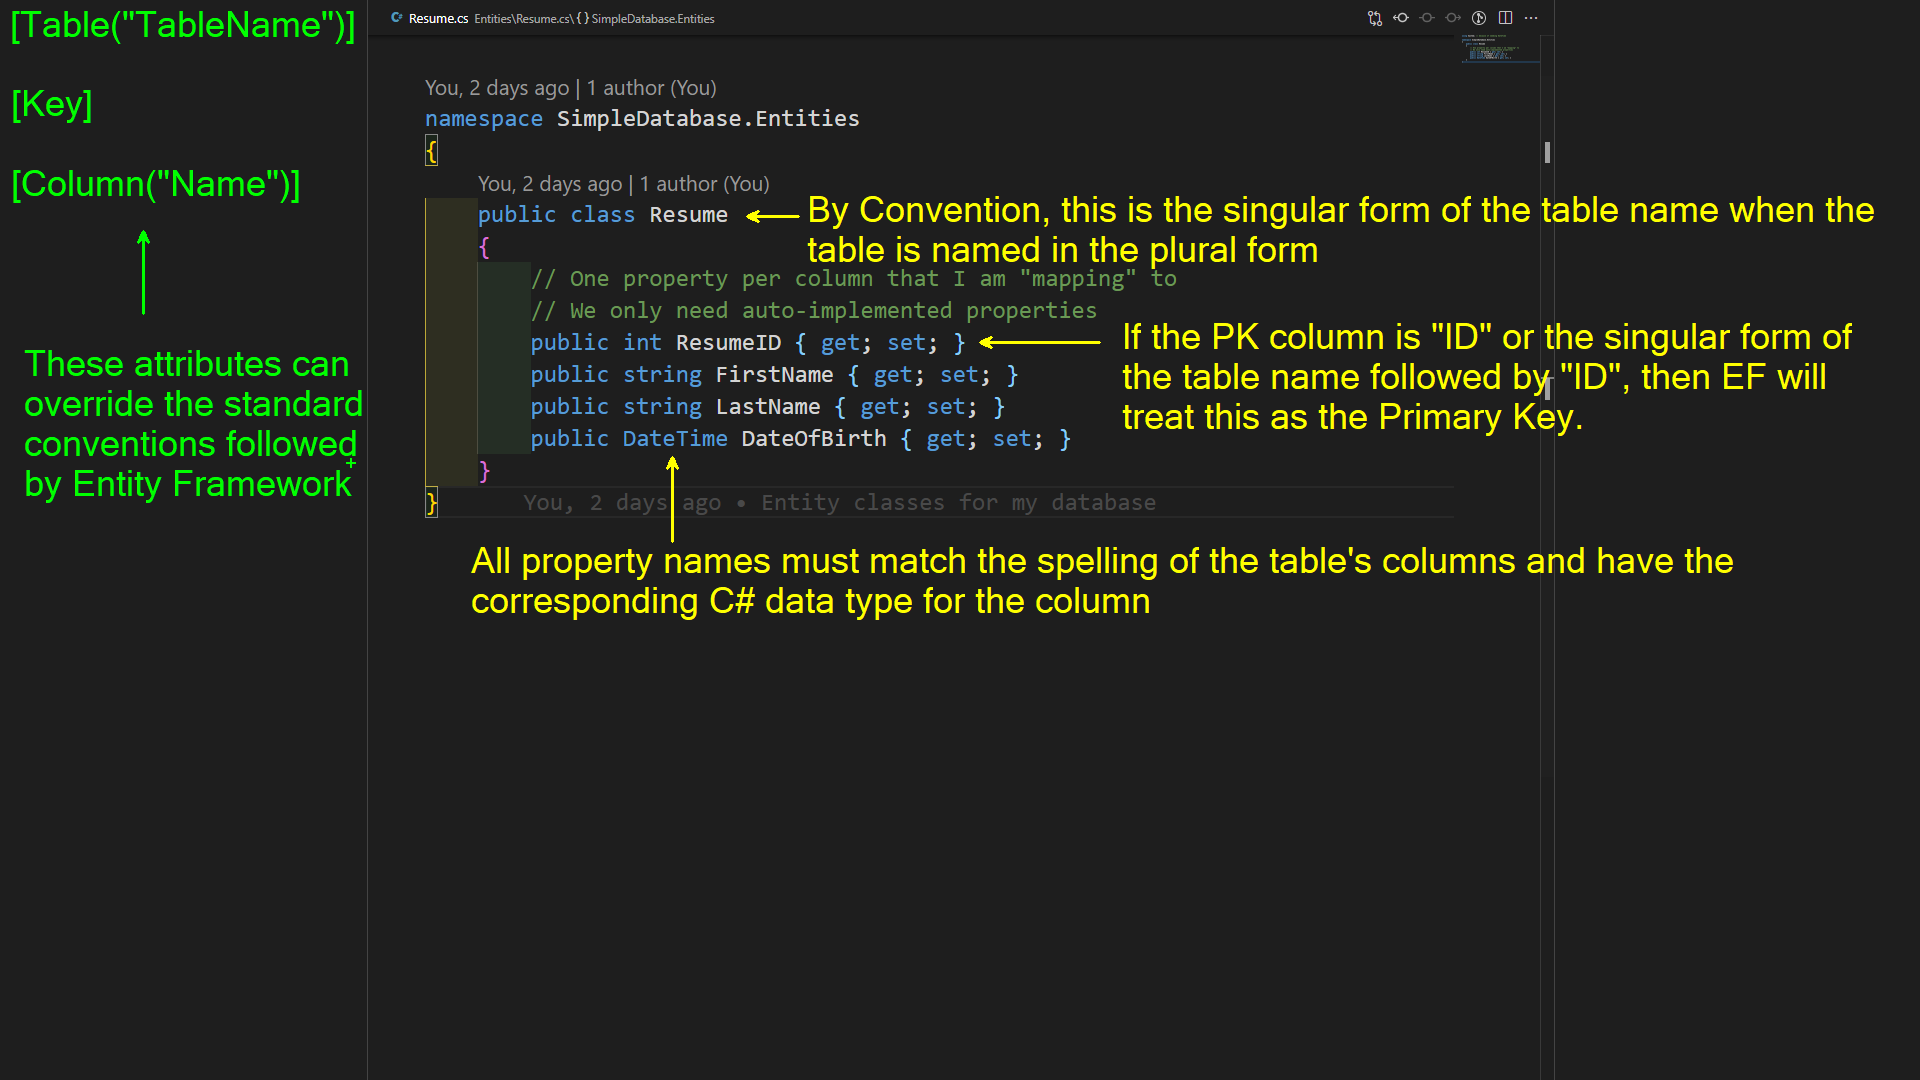 [Table("TableName")]
[Key]
[Column("Name")]
These attributes can
override the standard
conventions followed
by Entity Framework
C# Resume.cs Entities\Resume.cs\{ } SimpleDatabase.Entities
You, 2 days ago | 1 author (You)
namespace SimpleDatabase.Entities
{
You, 2 days ago | 1 author (You)
public class Resume
By Convention, this is the singular form of the table name when the
table is named in the plural form
{
// One property per column that I am "mapping" to
// We only need auto-implemented properties
public int ResumeID { get; set; }
If the PK column is "ID" or the singular form of
the table name followed by "ID", then EF will
treat this as the Primary Key.
public string FirstName { get; set; }
public string LastName { get; set; }
public DateTime DateOfBirth { get; set; }
}
} You, 2 days ago • Entity classes for my database
All property names must match the spelling of the table's columns and have the
corresponding C# data type for the column